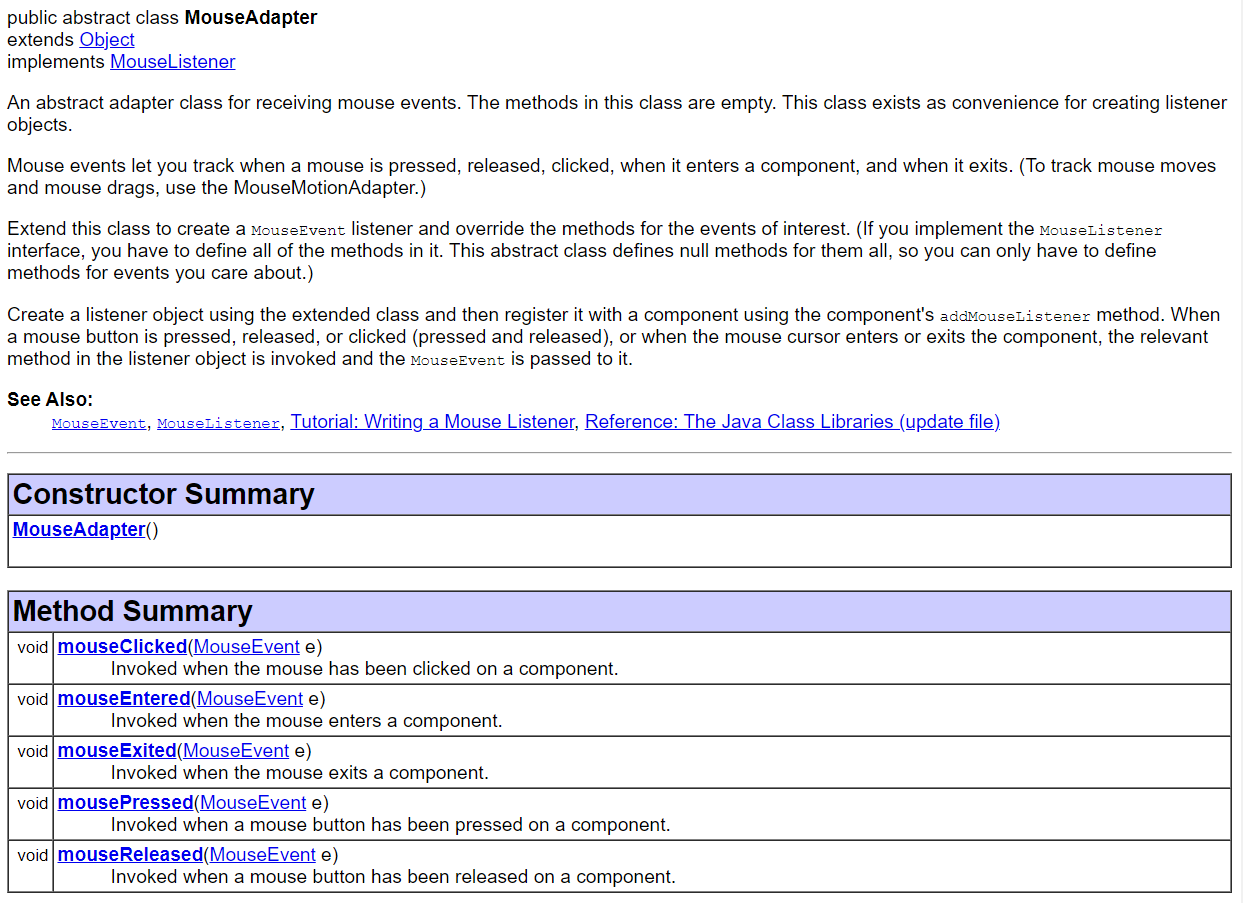 public abstract class MouseAdapter
extends Object
implements MouseListener
An abstract adapter class for receiving mouse events. The methods in this class are empty. This class exists as convenience for creating listener
objects.
Mouse events let you track when a mouse is pressed, released, clicked, when it enters a component, and when it exits. (To track mouse moves
and mouse drags, use the MouseMotionAdapter.)
Extend this class to create a MouseEvent listener and override the methods for the events of interest. (If you implement the MouseListener
interface, you have to define all of the methods in it. This abstract class defines null methods for them all, so you can only have to define
methods for events you care about.)
Create a listener object using the extended class and then register it with a component using the component's addMouseListener method. When
a mouse button is pressed, released, or clicked (pressed and released), or when the mouse cursor enters or exits the component, the relevant
method in the listener object is invoked and the MouseEvent is passed to it.
See Also:
MouseEvent, MouseListener, Tutorial: Writing a Mouse Listener, Reference: The Java Class Libraries (update file)
Constructor Summary
MouseAdapter()
Method Summary
void mouseClicked(MouseEvent e)
Invoked when the mouse has been clicked on a component.
void mouseEntered(MouseEvent e)
Invoked when the mouse enters a component.
void mouseExited(MouseEvent e)
Invoked when the mouse exits a component.
void mousePressed(MouseEvent e)
Invoked when a mouse button has been pressed on a component.
void mouseReleased(MouseEvent e)
Invoked when a mouse button has been released on a component.